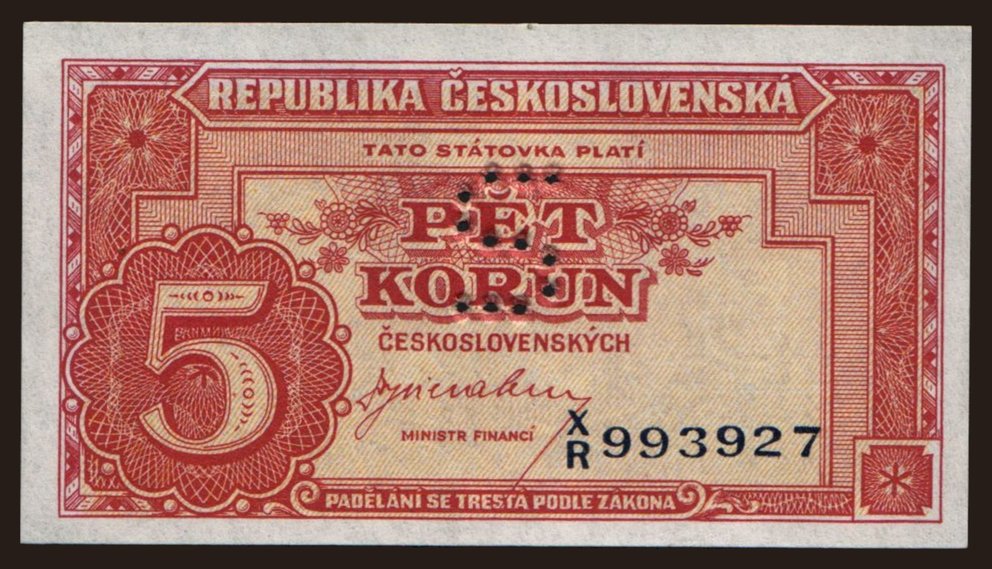 REPUBLIKA ČESKOSLOVENSKÁ
TATO STÁTOVKA PLATÍ
PĚT
KORUN
ČESKOSLOVENSKÝCH
5
MINISTR FINANCÍ
X/R 993927
PADĚLÁNÍ SE TRESTÁ PODLE ZÁKONA